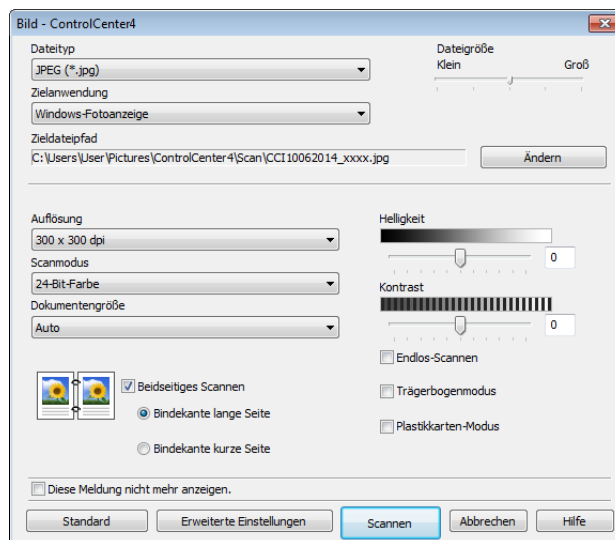 Bild - ControlCenter4
Dateityp
JPEG (*.jpg)
Dateigröße
Klein Groß
Zielanwendung
Windows-Fotoanzeige
Zieldateipfad
C:\Users\User\Pictures\ControlCenter4\Scan\CCI10062014_xxxx.jpg
Ändern
Auflösung
300 x 300 dpi
Scanmodus
24-Bit-Farbe
Dokumentengröße
Auto
Helligkeit
0
Kontrast
0
Endlos-Scannen
Trägerbogenmodus
Plastikkarten-Modus
Beidseitiges Scannen
Bindekante lange Seite
Bindekante kurze Seite
Diese Meldung nicht mehr anzeigen.
Standard Erweiterte Einstellungen Scannen Abbrechen Hilfe